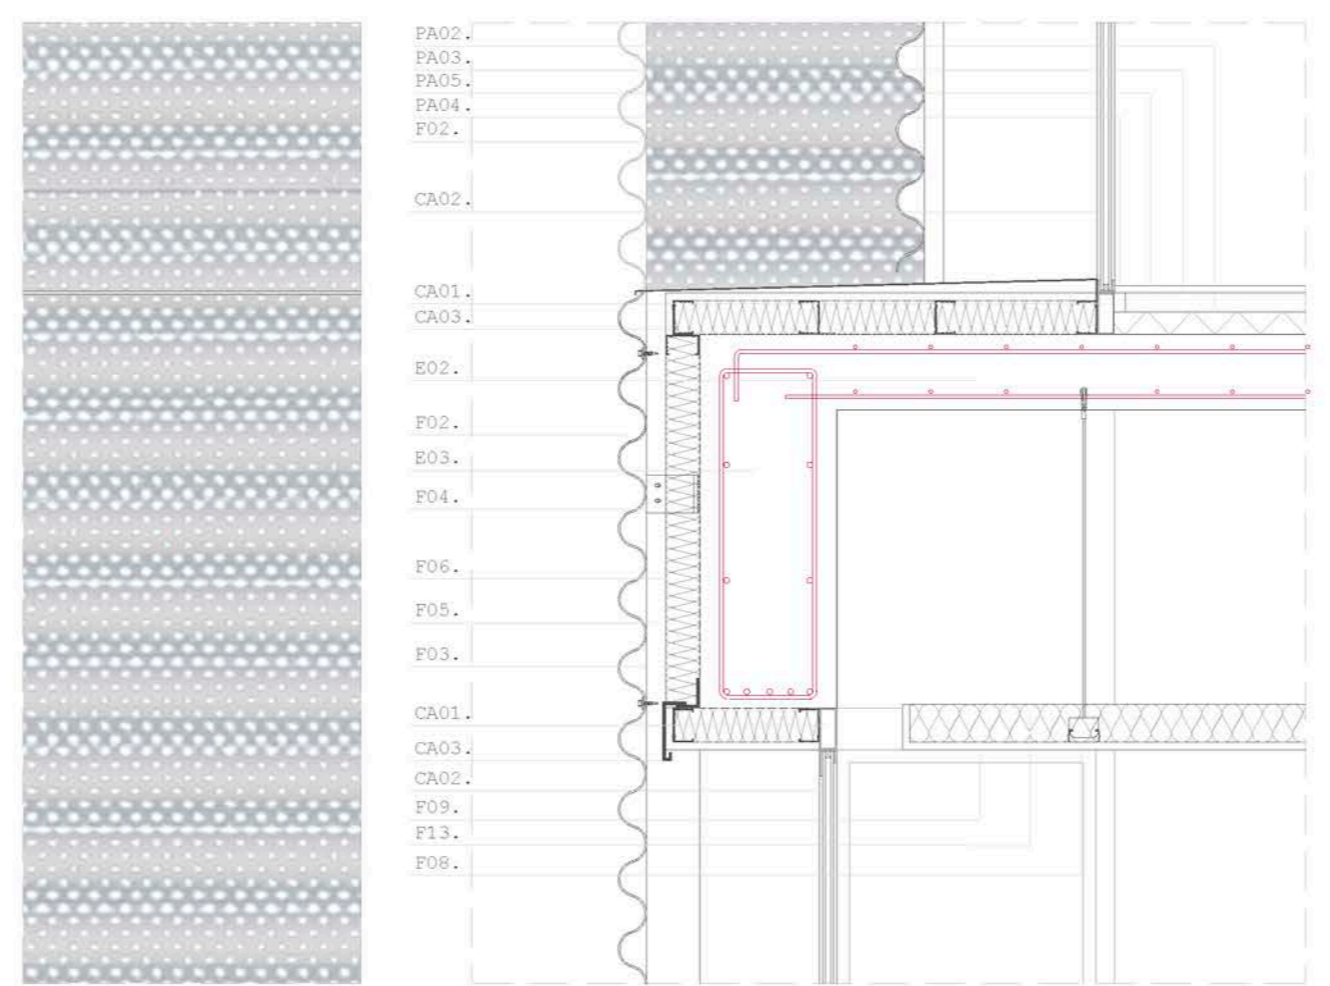 PA02.
PA03.
PA05.
PA04.
F02.
CA02.
CA01.
CA03.
E02.
F02.
E03.
F04.
F06.
F05.
F03.
CA01.
CA03.
CA02.
F09.
F13.
F08.